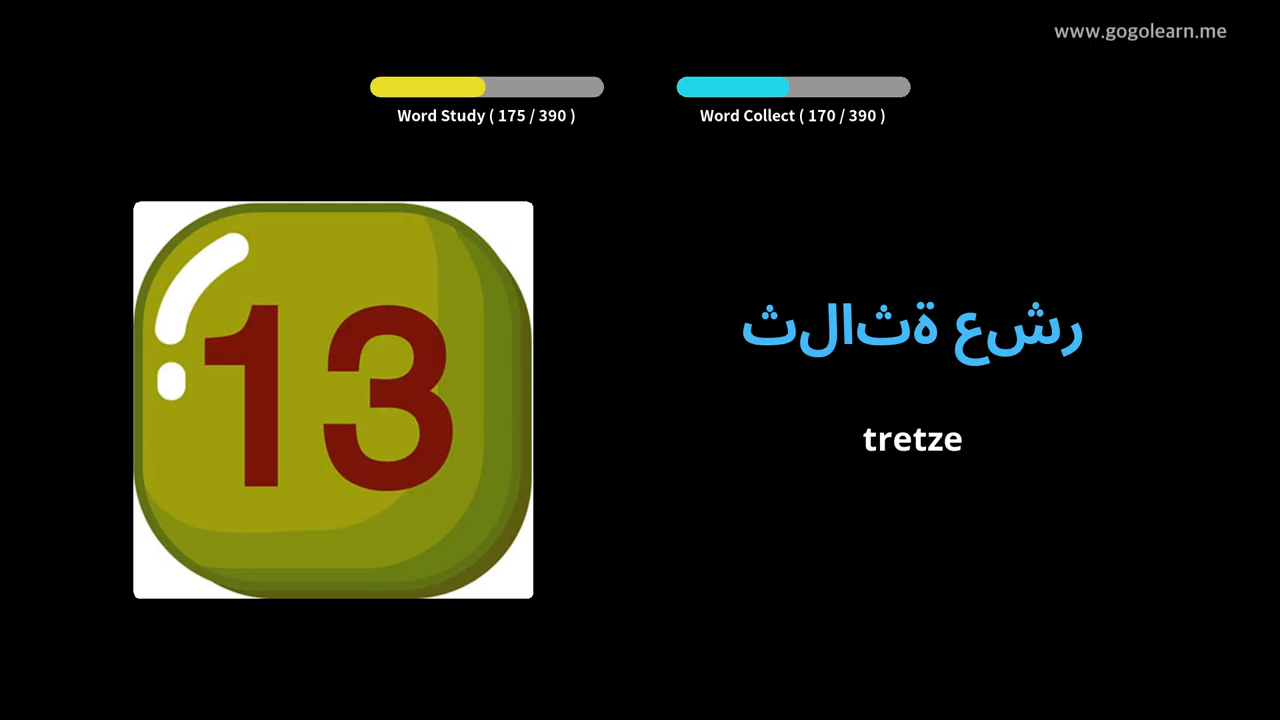 www.gogolearn.me
Word Study ( 175 / 390 )
Word Collect ( 170 / 390 )
13
رشع ةثالث
tretze